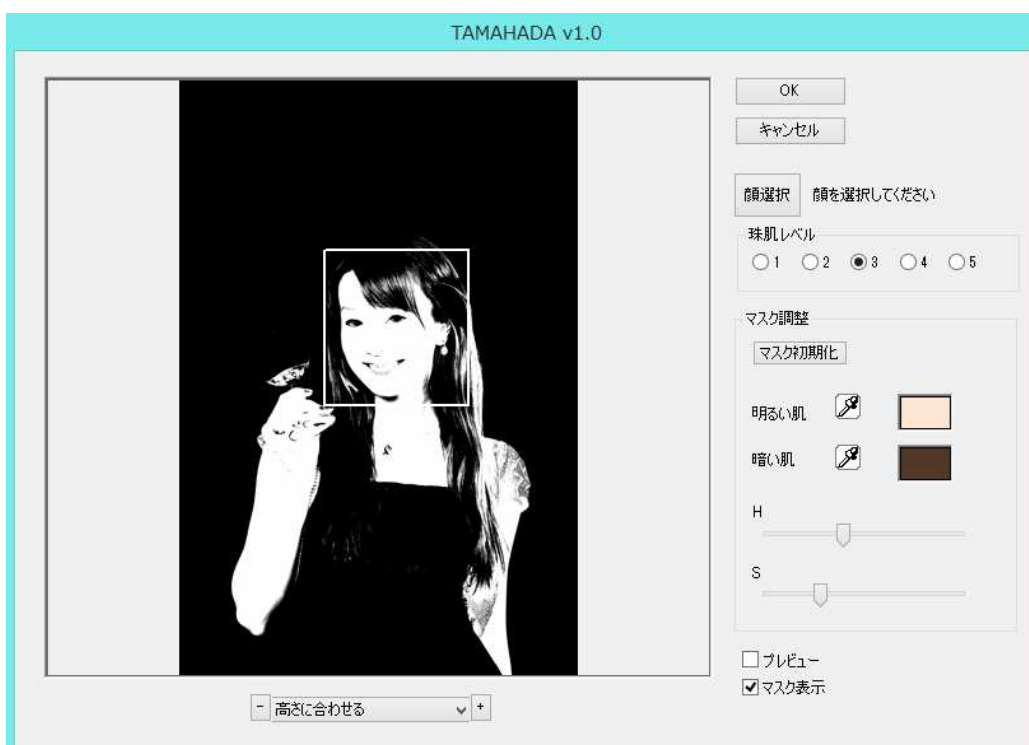 TAMAHADA v1.0
OK
キャンセル
顔選択 顔を選択してください
珠肌レベル
1 2 3 4 5
マスク調整
マスク初期化
明るい肌
暗い肌
H
S
プレビュー
マスク表示
- 高さに合わせる +